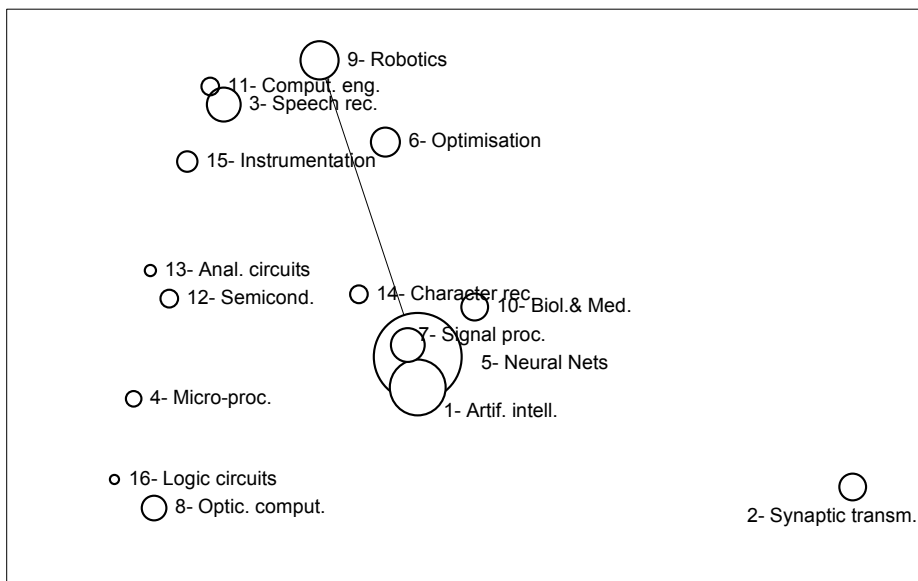 9- Robotics
11- Comput. eng.
3- Speech rec.
6- Optimisation
15- Instrumentation
13- Anal. circuits
12- Semicond.
14- Character rec.
10- Biol.& Med.
7- Signal proc.
5- Neural Nets
4- Micro-proc.
1- Artif. intell.
16- Logic circuits
8- Optic. comput.
2- Synaptic transm.